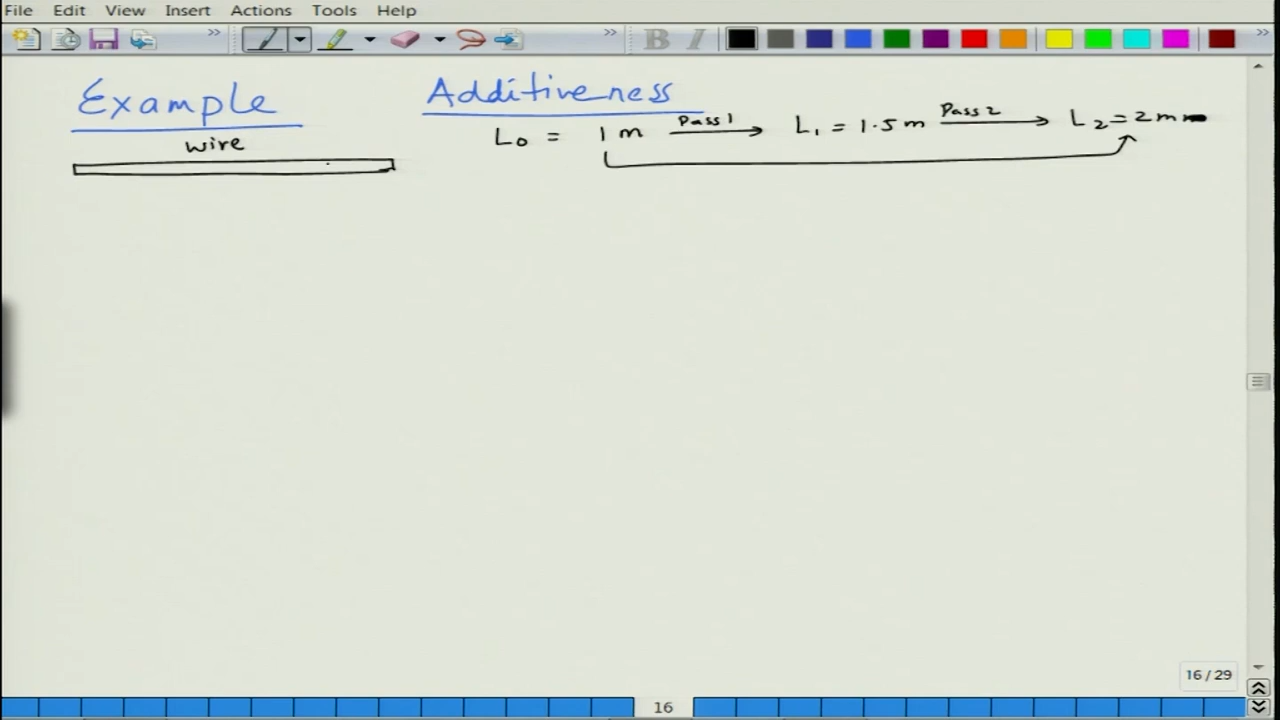 File Edit View Insert Actions Tools Help
B I
Example Additiveness
wire L₀ = 1 m Pass 1 L₁ = 1.5 m Pass 2 L₂ = 2 m
16 / 29
16